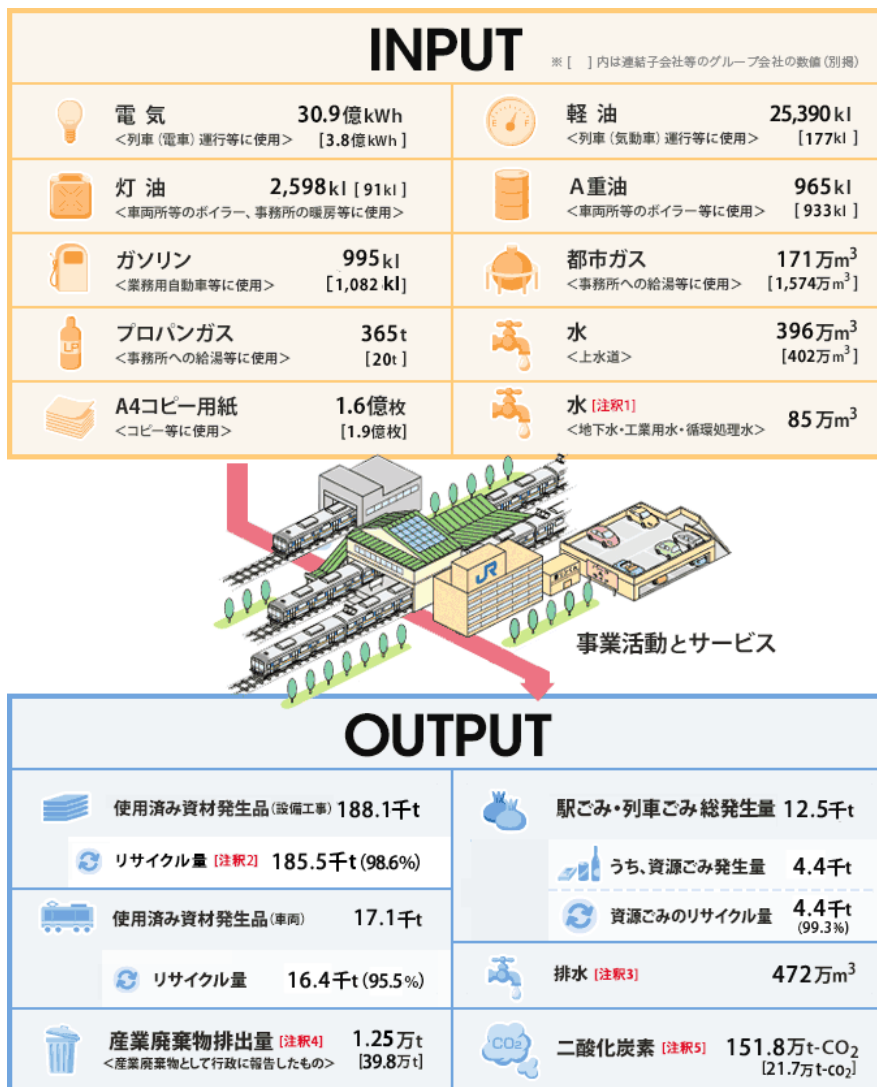 INPUT
※[ ]内は連結子会社等のグループ会社の数値(別掲)
電気 30.9億kWh
<列車(電車)運行等に使用> [3.8億kWh]
軽油 25,390kl
<列車(気動車)運行等に使用> [177kl]
灯油 2,598kl [91kl]
<車両所等のボイラー、事務所の暖房等に使用>
A重油 965kl
<車両所等のボイラー等に使用> [933kl]
ガソリン 995kl
<業務用自動車等に使用> [1,082kl]
都市ガス 171万m³
<事務所への給湯等に使用> [1,574万m³]
LP
プロパンガス 365t
<事務所への給湯等に使用> [20t]
水 396万m³
<上水道> [402万m³]
A4コピー用紙 1.6億枚
<コピー等に使用> [1.9億枚]
水[注釈1] 85万m³
<地下水・工業用水・循環処理水>
JR
事業活動とサービス
OUTPUT
使用済み資材発生品(設備工事) 188.1千t
リサイクル量[注釈2] 185.5千t(98.6%)
使用済み資材発生品(車両) 17.1千t
リサイクル量 16.4千t(95.5%)
産業廃棄物排出量[注釈4] 1.25万t
<産業廃棄物として行政に報告したもの> [39.8万t]
駅ごみ・列車ごみ総発生量 12.5千t
うち、資源ごみ発生量 4.4千t
資源ごみのリサイクル量 4.4千t
(99.3%)
排水[注釈3] 472万m³
CO₂
二酸化炭素[注釈5] 151.8万t-CO₂
[21.7万t-co₂]